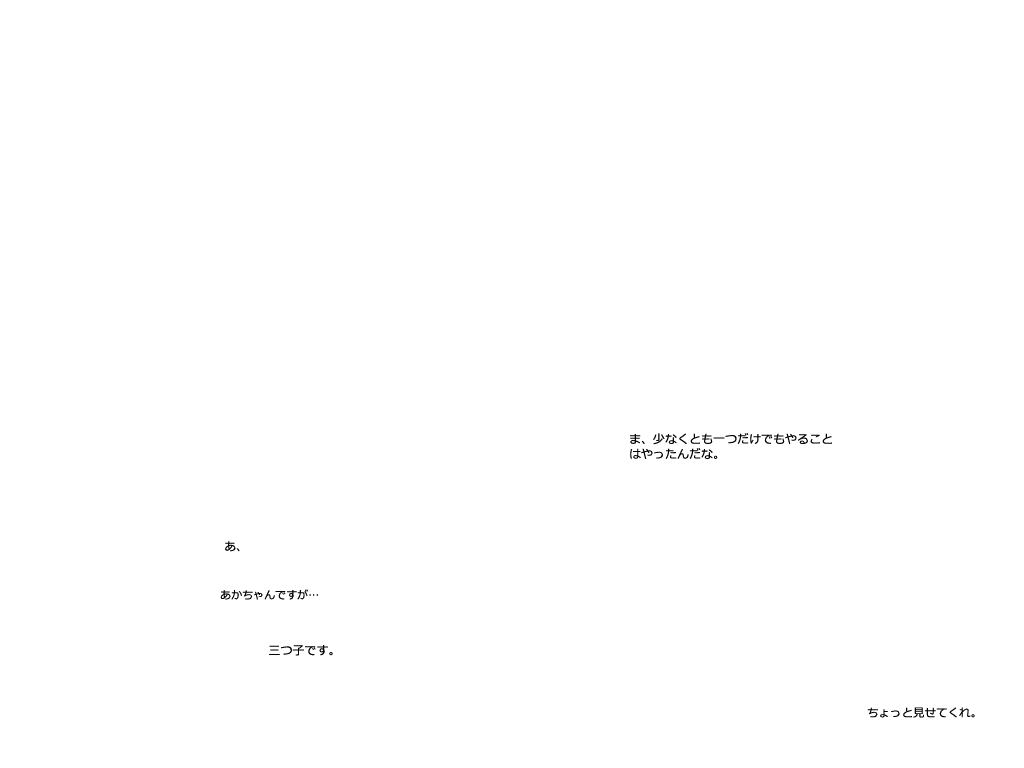 ま、少なくとも一つだけでもやること
はやったんだな。
あ、
あかちゃんですが…
三つ子です。
ちょっと見せてくれ。